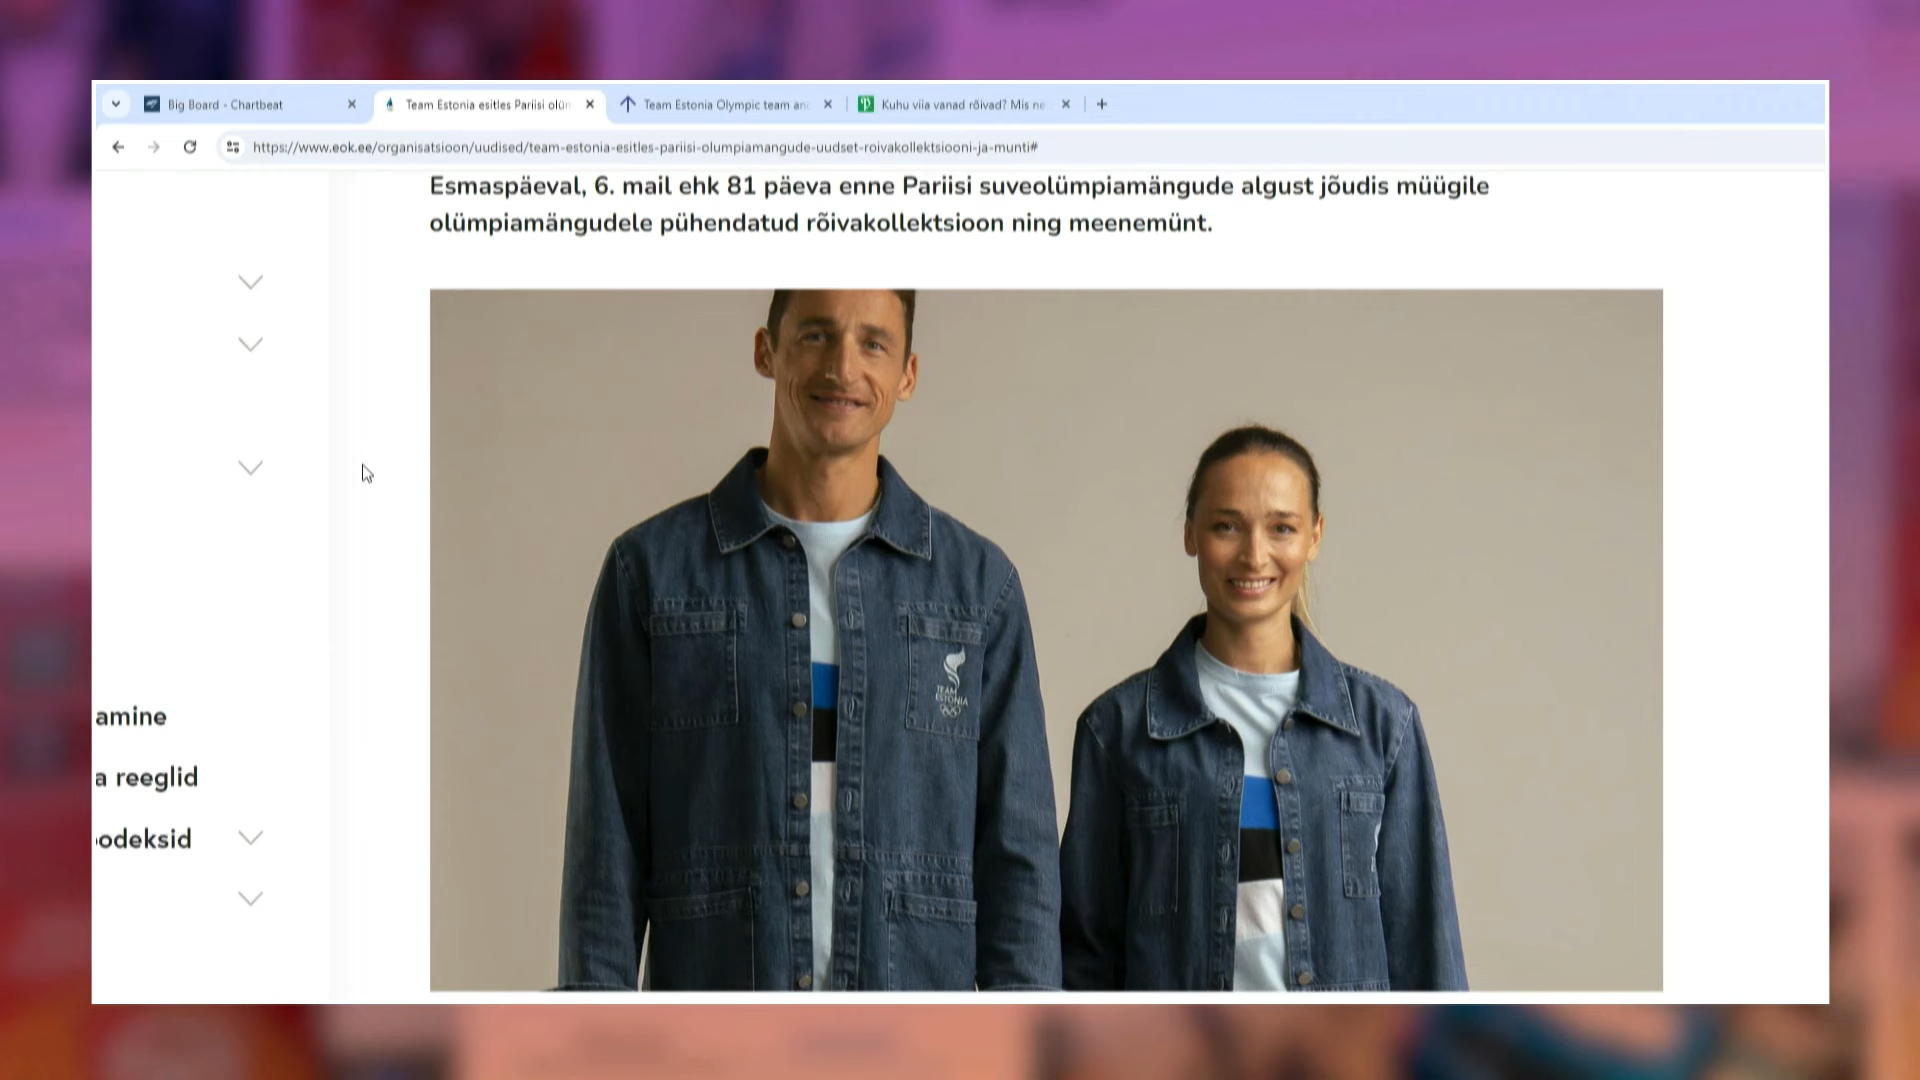 Big Board - Chartbeat
Team Estonia esitles Pariisi olüm
Team Estonia Olympic team and
Kuhu viia vanad rõivad? Mis ne
https://www.eok.ee/organisatsioon/uudised/team-estonia-esitles-pariisi-olumpiamangude-uudset-roivakollektsiooni-ja-munti#
Esmaspäeval, 6. mail ehk 81 päeva enne Pariisi suveolümpiamängude algust jõudis müügile
olümpiamängudele pühendatud rõivakollektsioon ning meenemünt.
TEAM
ESTONIA
amine
a reeglid
odeksid